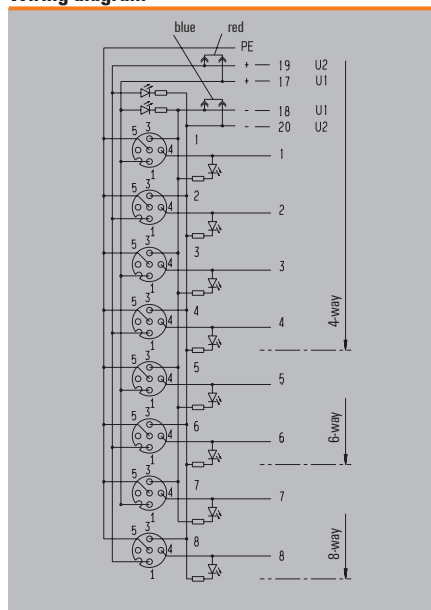 Wiring diagram
blue red
PE
+ 19 U2
+ 17 U1
- 18 U1
- 20 U2
5 3 4 1 1 1
5 3 4 1 2 2
5 3 4 1 3 3
5 3 4 1 4 4
4-way
5 3 4 1 5 5
5 3 4 1 6 6
6-way
5 3 4 1 7 7
5 3 4 1 8 8
8-way